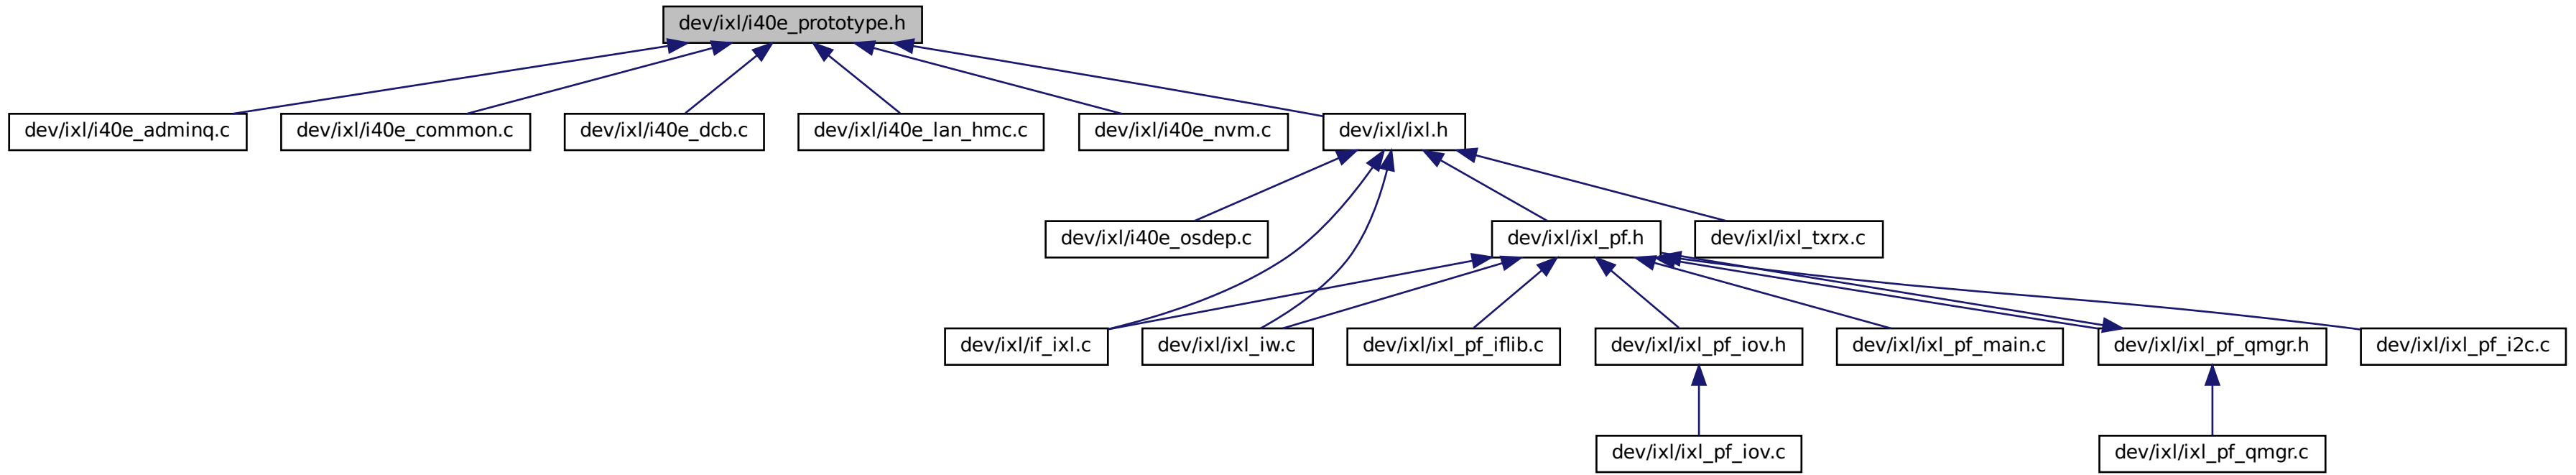 dev/ixl/i40e_prototype.h
dev/ixl/i40e_adminq.c
dev/ixl/i40e_common.c
dev/ixl/i40e_dcb.c
dev/ixl/i40e_lan_hmc.c
dev/ixl/i40e_nvm.c
dev/ixl/ixl.h
dev/ixl/i40e_osdep.c
dev/ixl/ixl_pf.h
dev/ixl/ixl_txrx.c
dev/ixl/if_ixl.c
dev/ixl/ixl_iw.c
dev/ixl/ixl_pf_iflib.c
dev/ixl/ixl_pf_iov.h
dev/ixl/ixl_pf_main.c
dev/ixl/ixl_pf_qmgr.h
dev/ixl/ixl_pf_i2c.c
dev/ixl/ixl_pf_iov.c
dev/ixl/ixl_pf_qmgr.c